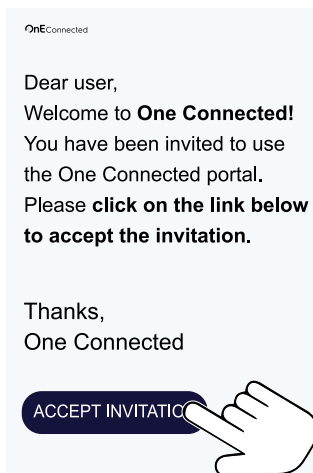 OnEConnected
Dear user,
Welcome to One Connected!
You have been invited to use
the One Connected portal.
Please click on the link below
to accept the invitation.
Thanks,
One Connected
ACCEPT INVITATIO